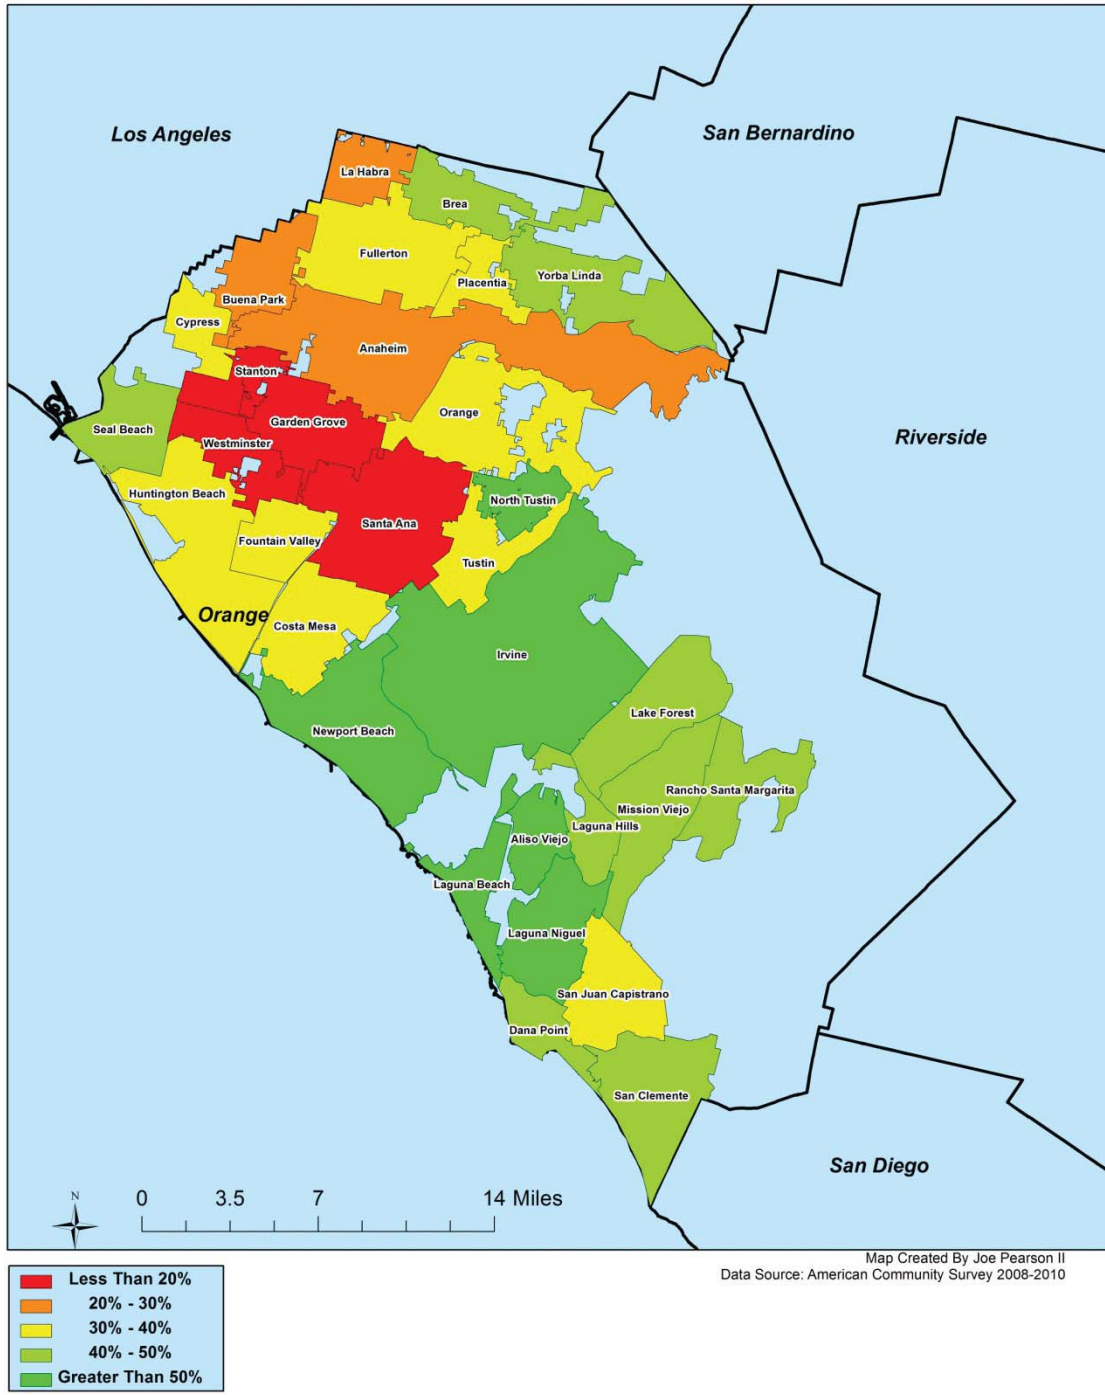 Los Angeles
San Bernardino
La Habra
Brea
Fullerton
Placentia
Yorba Linda
Buena Park
Cypress
Anaheim
Stanton
Orange
Garden Grove
Seal Beach
Westminster
Riverside
Huntington Beach
North Tustin
Santa Ana
Fountain Valley
Tustin
Orange
Costa Mesa
Irvine
Lake Forest
Newport Beach
Rancho Santa Margarita
Mission Viejo
Laguna Hills
Aliso Viejo
Laguna Beach
Laguna Niguel
San Juan Capistrano
Dana Point
San Clemente
San Diego
N
0 3.5 7 14 Miles
Map Created By Joe Pearson II
Data Source: American Community Survey 2008-2010
Less Than 20%
20% - 30%
30% - 40%
40% - 50%
Greater Than 50%